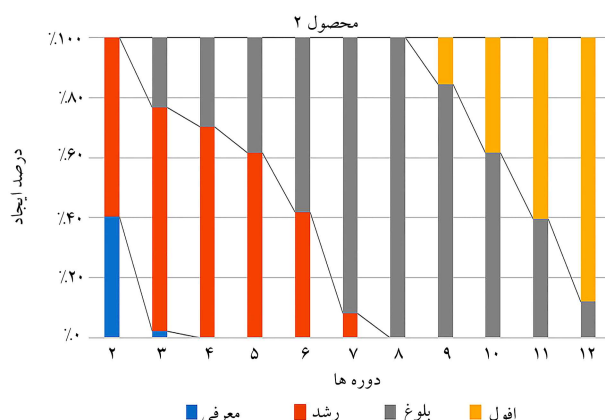 محصول ۲
٪۱۰۰
٪۸۰
٪۶۰
٪۴۰
٪۲۰
٪۰
درصد ایجاد
۲ ۳ ۴ ۵ ۶ ۷ ۸ ۹ ۱۰ ۱۱ ۱۲
دوره ها
معرفی رشد بلوغ افول